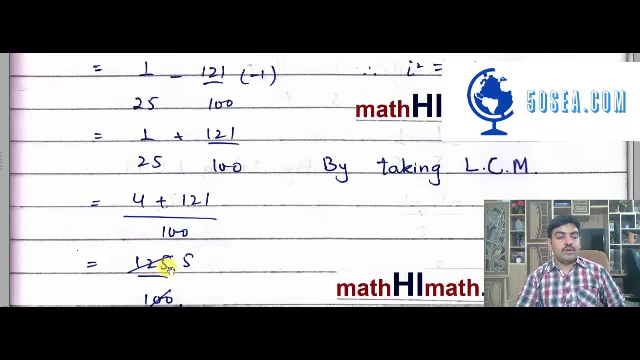 = 1/25 - 121/100 (-1) ∴ i² =
50SEA.COM
mathHI
= 1/25 + 121/100 By taking L.C.M.
= 4 + 121 / 100
= 125 5 / 100
mathHImath.